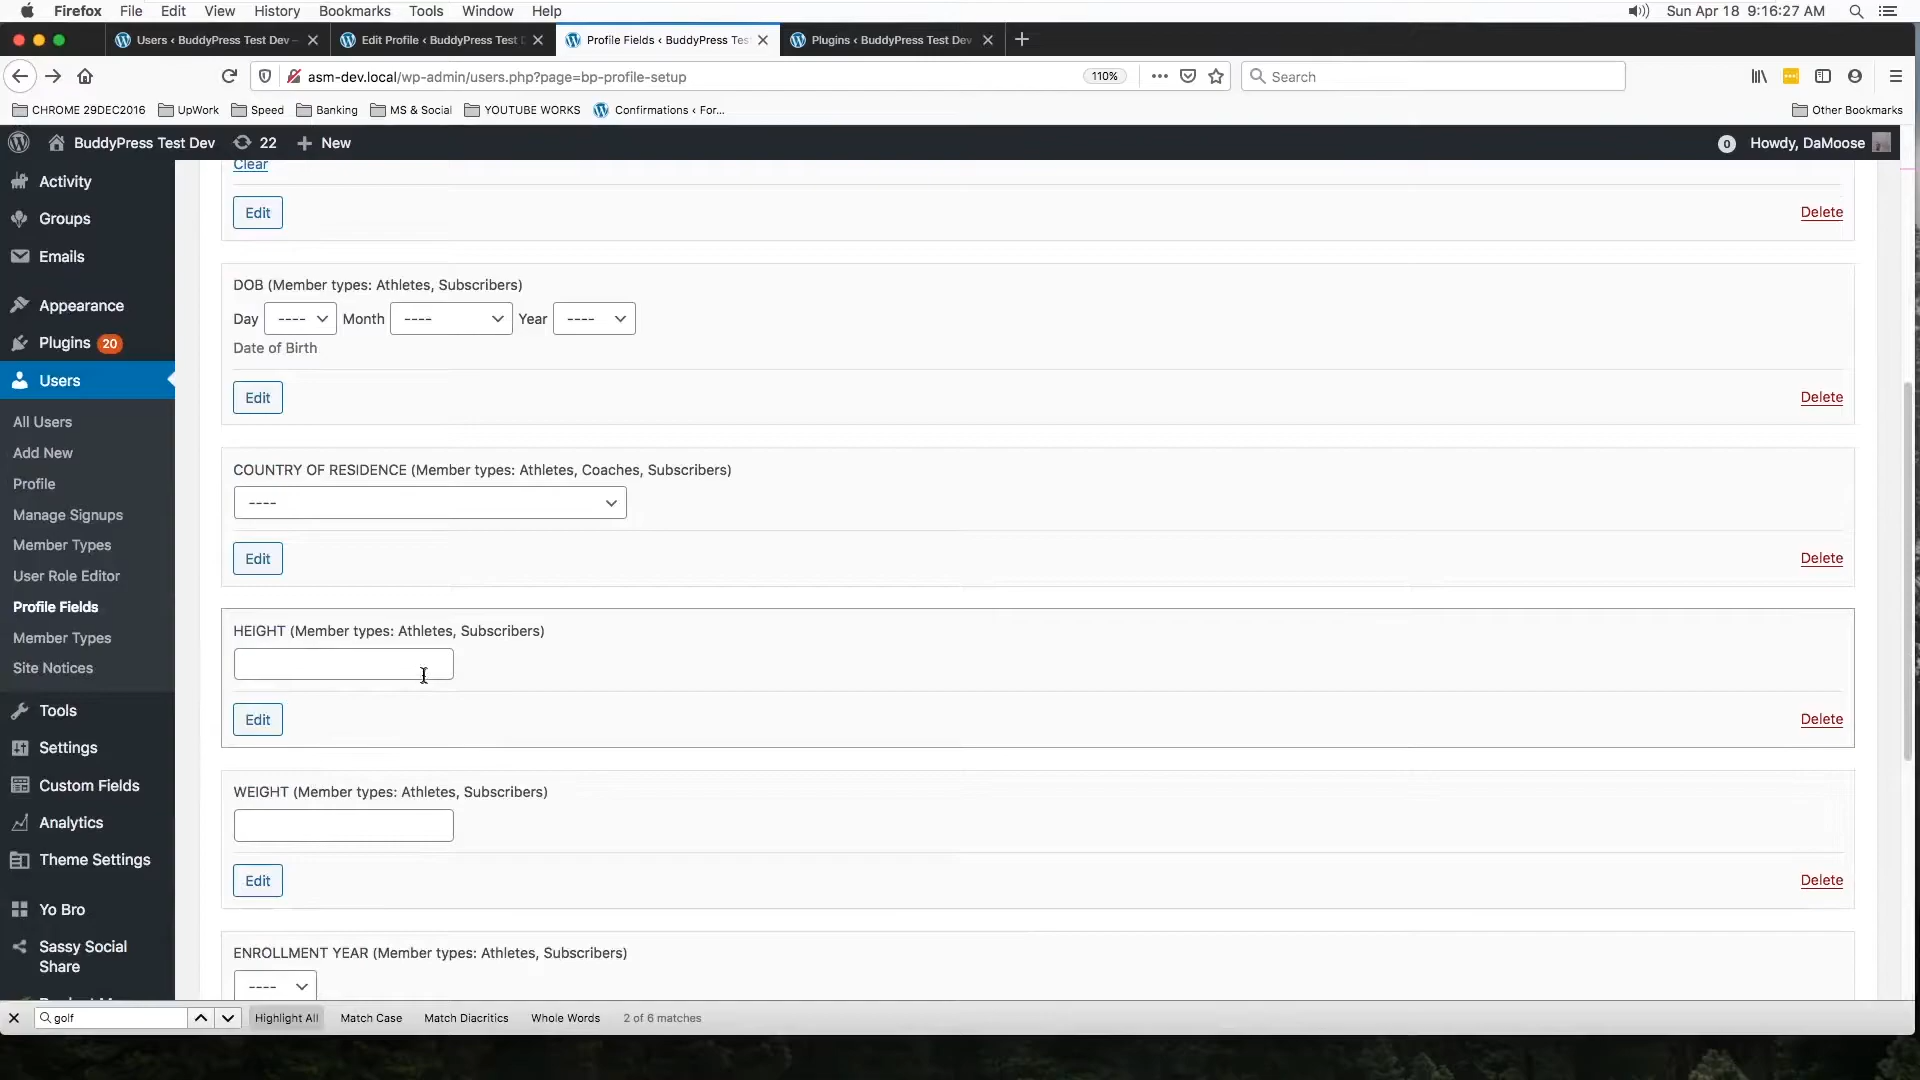 Firefox File Edit View History Bookmarks Tools Window Help Sun Apr 18 9:16:27 AM
Users ‹ BuddyPress Test Dev — Edit Profile ‹ BuddyPress Test Profile Fields ‹ BuddyPress Tes Plugins ‹ BuddyPress Test Dev
asm-dev.local/wp-admin/users.php?page=bp-profile-setup 110% Search
CHROME 29DEC2016 UpWork Speed Banking MS & Social YOUTUBE WORKS Confirmations ‹ For... Other Bookmarks
BuddyPress Test Dev 22 New 0 Howdy, DaMoose
Activity
Groups
Emails
Appearance
Plugins 20
Users
All Users
Add New
Profile
Manage Signups
Member Types
User Role Editor
Profile Fields
Member Types
Site Notices
Tools
Settings
Custom Fields
Analytics
Theme Settings
Yo Bro
Sassy Social
Share
Clear
Edit Delete
DOB (Member types: Athletes, Subscribers)
Day ---- Month ---- Year ----
Date of Birth
Edit Delete
COUNTRY OF RESIDENCE (Member types: Athletes, Coaches, Subscribers)
----
Edit Delete
HEIGHT (Member types: Athletes, Subscribers)
Edit Delete
WEIGHT (Member types: Athletes, Subscribers)
Edit Delete
ENROLLMENT YEAR (Member types: Athletes, Subscribers)
----
golf Highlight All Match Case Match Diacritics Whole Words 2 of 6 matches